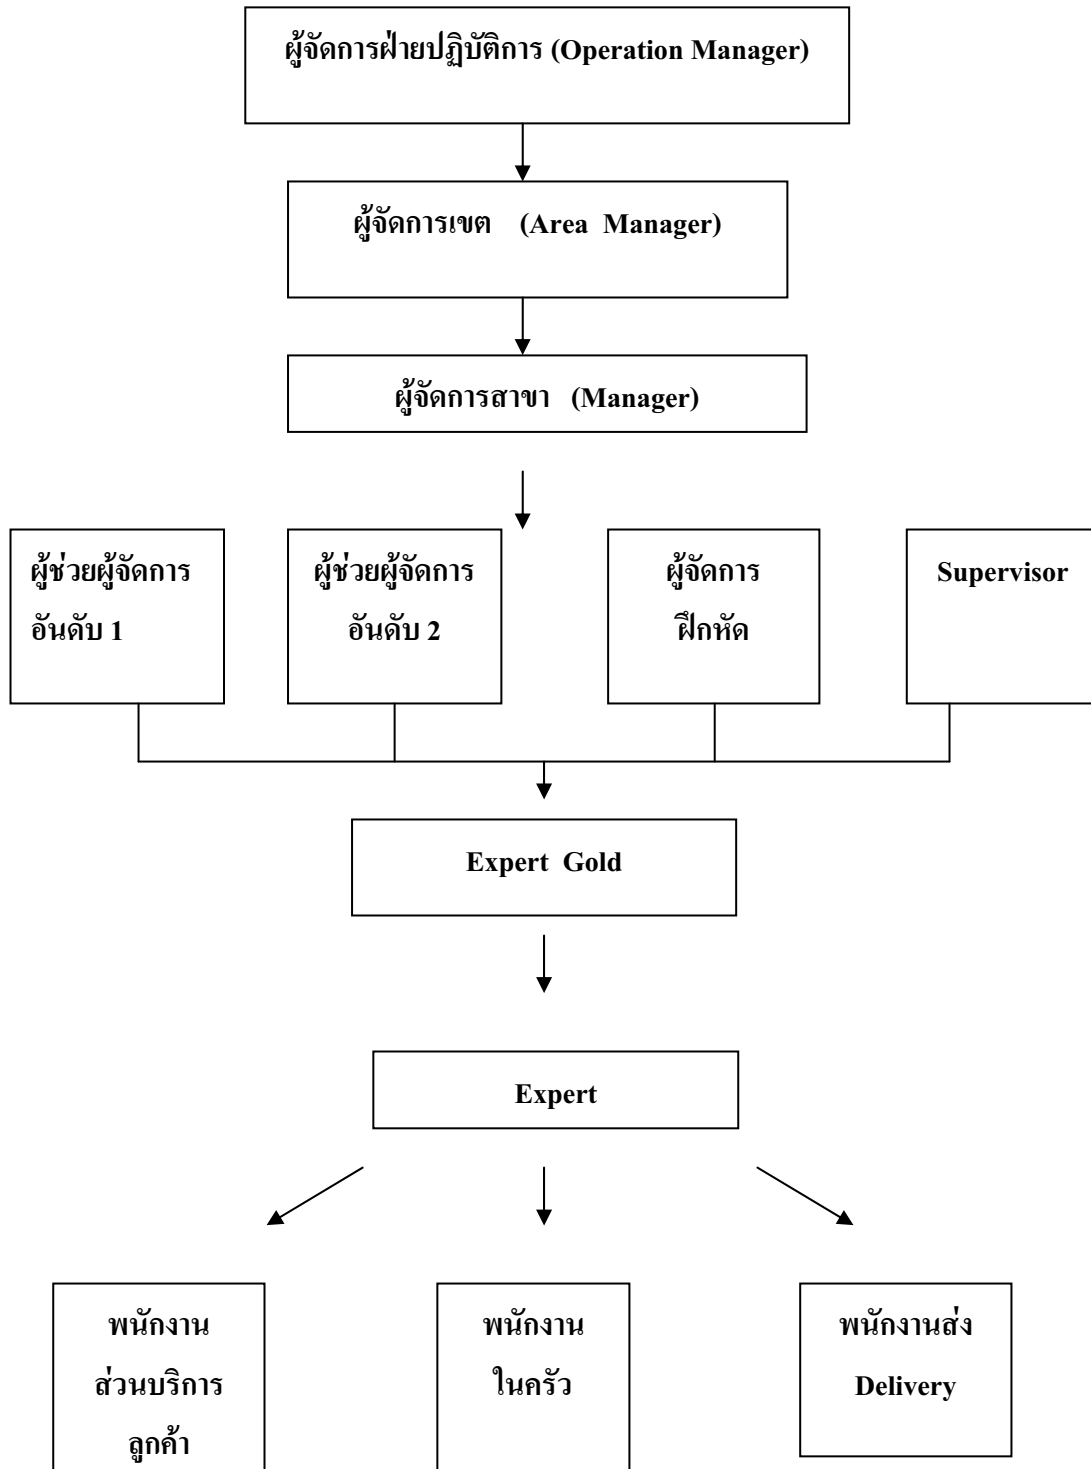 ผู้จัดการฝ่ายปฏิบัติการ (Operation Manager)
ผู้จัดการเขต (Area Manager)
ผู้จัดการสาขา (Manager)
ผู้ช่วยผู้จัดการ
อันดับ 1
ผู้ช่วยผู้จัดการ
อันดับ 2
ผู้จัดการ
ฝึกหัด
Supervisor
Expert Gold
Expert
พนักงาน
ส่วนบริการ
ลูกค้า
พนักงาน
ในครัว
พนักงานส่ง
Delivery